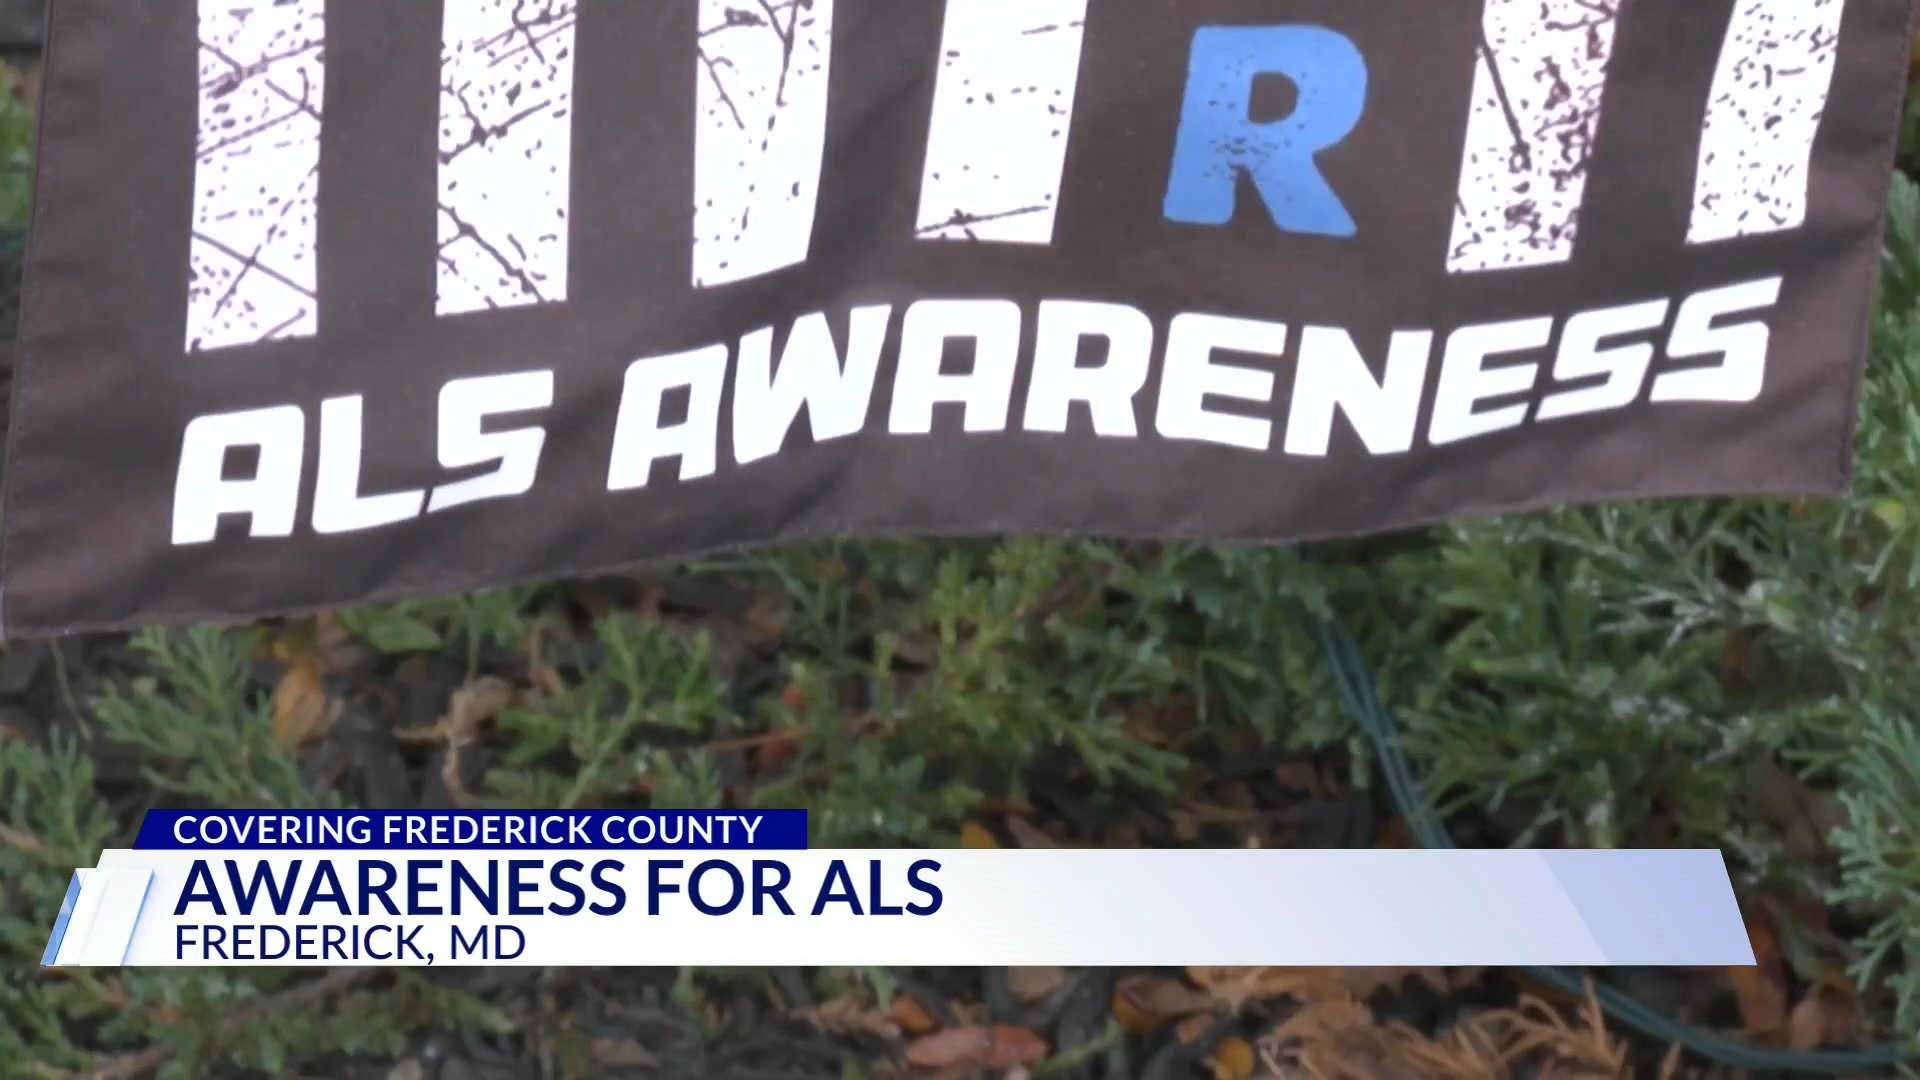 R
ALS AWARENESS
COVERING FREDERICK COUNTY
AWARENESS FOR ALS
FREDERICK, MD